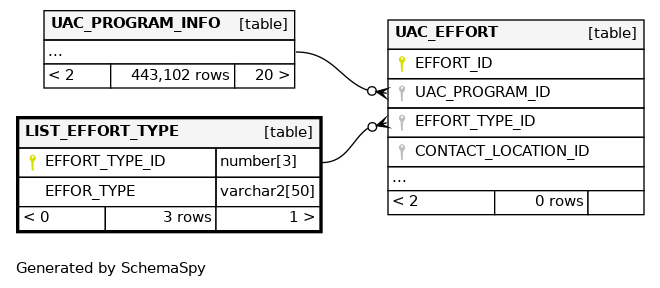 UAC_PROGRAM_INFO [table]
...
< 2 443,102 rows 20 >
LIST_EFFORT_TYPE [table]
EFFORT_TYPE_ID number[3]
EFFOR_TYPE varchar2[50]
< 0 3 rows 1 >
UAC_EFFORT [table]
EFFORT_ID
UAC_PROGRAM_ID
EFFORT_TYPE_ID
CONTACT_LOCATION_ID
...
< 2 0 rows
Generated by SchemaSpy